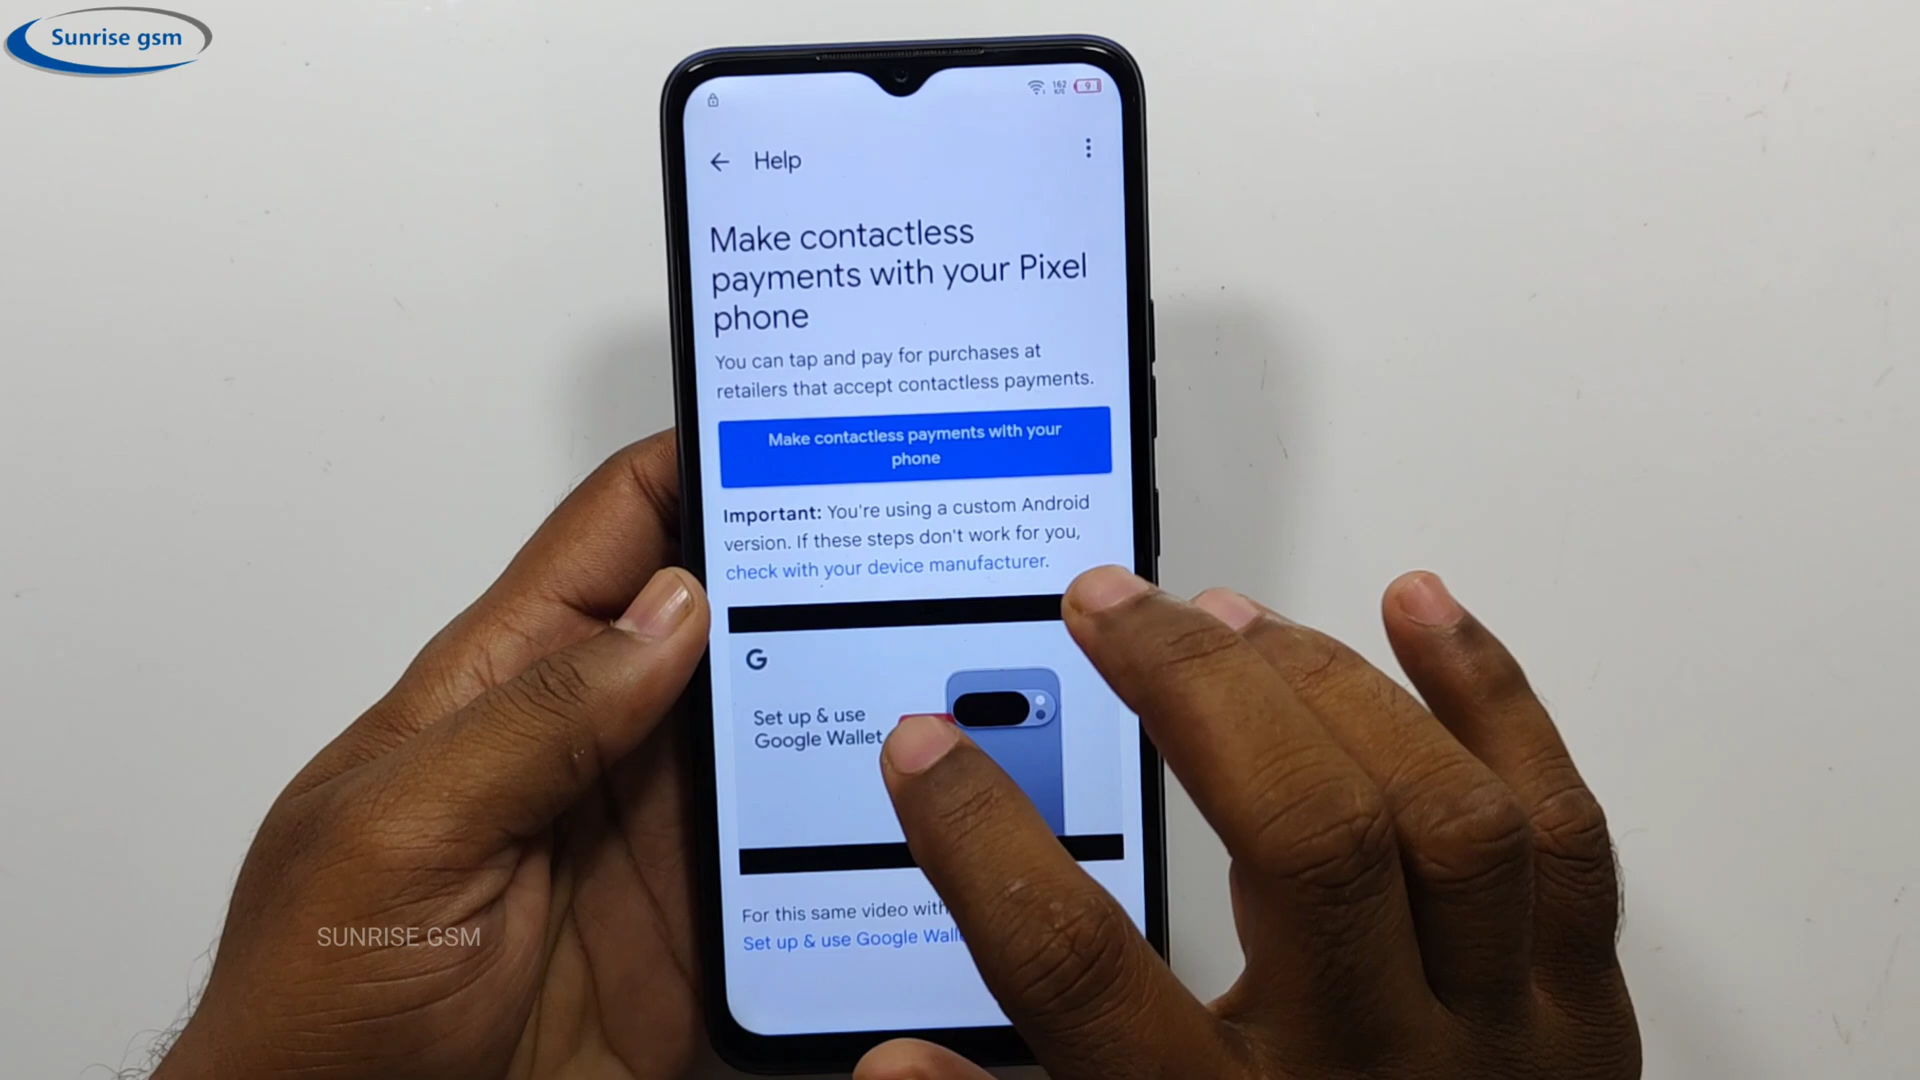 Sunrise gsm
162
K/s
9
Help
Make contactless
payments with your Pixel
phone
You can tap and pay for purchases at
retailers that accept contactless payments.
Make contactless payments with your
phone
Important: You're using a custom Android
version. If these steps don't work for you,
check with your device manufacturer.
G
Set up & use
Google Wallet
For this same video with
Set up & use Google
SUNRISE GSM